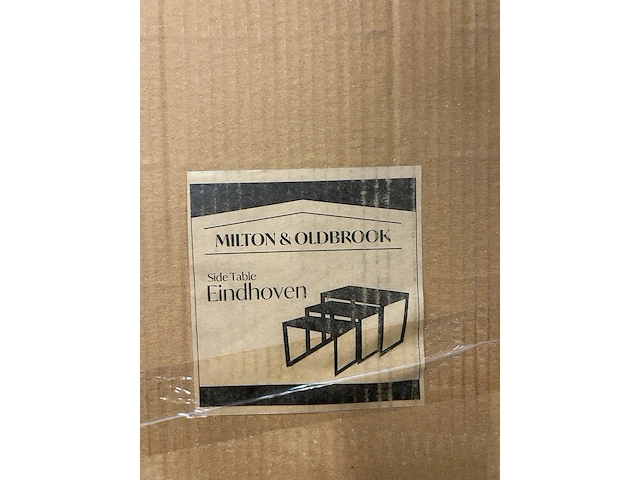 MILTON & OLDBROOK
Side Table
Eindhoven